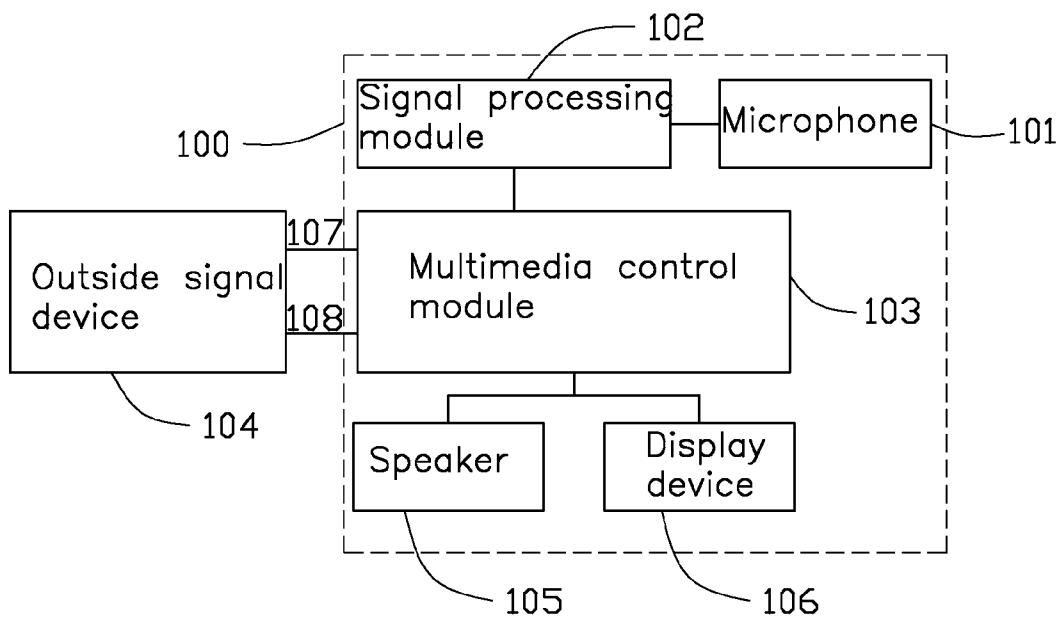 102
Signal processing
module
Microphone
100
101
107
Outside signal
device
108
Multimedia control
module
103
104
Speaker
Display
device
105
106